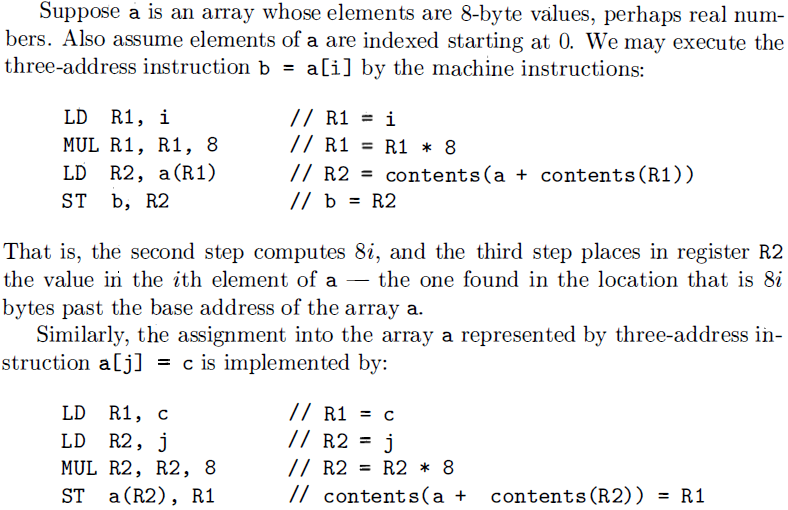 Suppose a is an array whose elements are 8-byte values, perhaps real num-
bers. Also assume elements of a are indexed starting at 0. We may execute the
three-address instruction b = a[i] by the machine instructions:
LD R1, i // R1 = i
MUL R1, R1, 8 // R1 = R1 * 8
LD R2, a(R1) // R2 = contents(a + contents(R1))
ST b, R2 // b = R2
That is, the second step computes 8i, and the third step places in register R2
the value in the ith element of a — the one found in the location that is 8i
bytes past the base address of the array a.
Similarly, the assignment into the array a represented by three-address in-
struction a[j] = c is implemented by:
LD R1, c // R1 = c
LD R2, j // R2 = j
MUL R2, R2, 8 // R2 = R2 * 8
ST a(R2), R1 // contents(a + contents(R2)) = R1